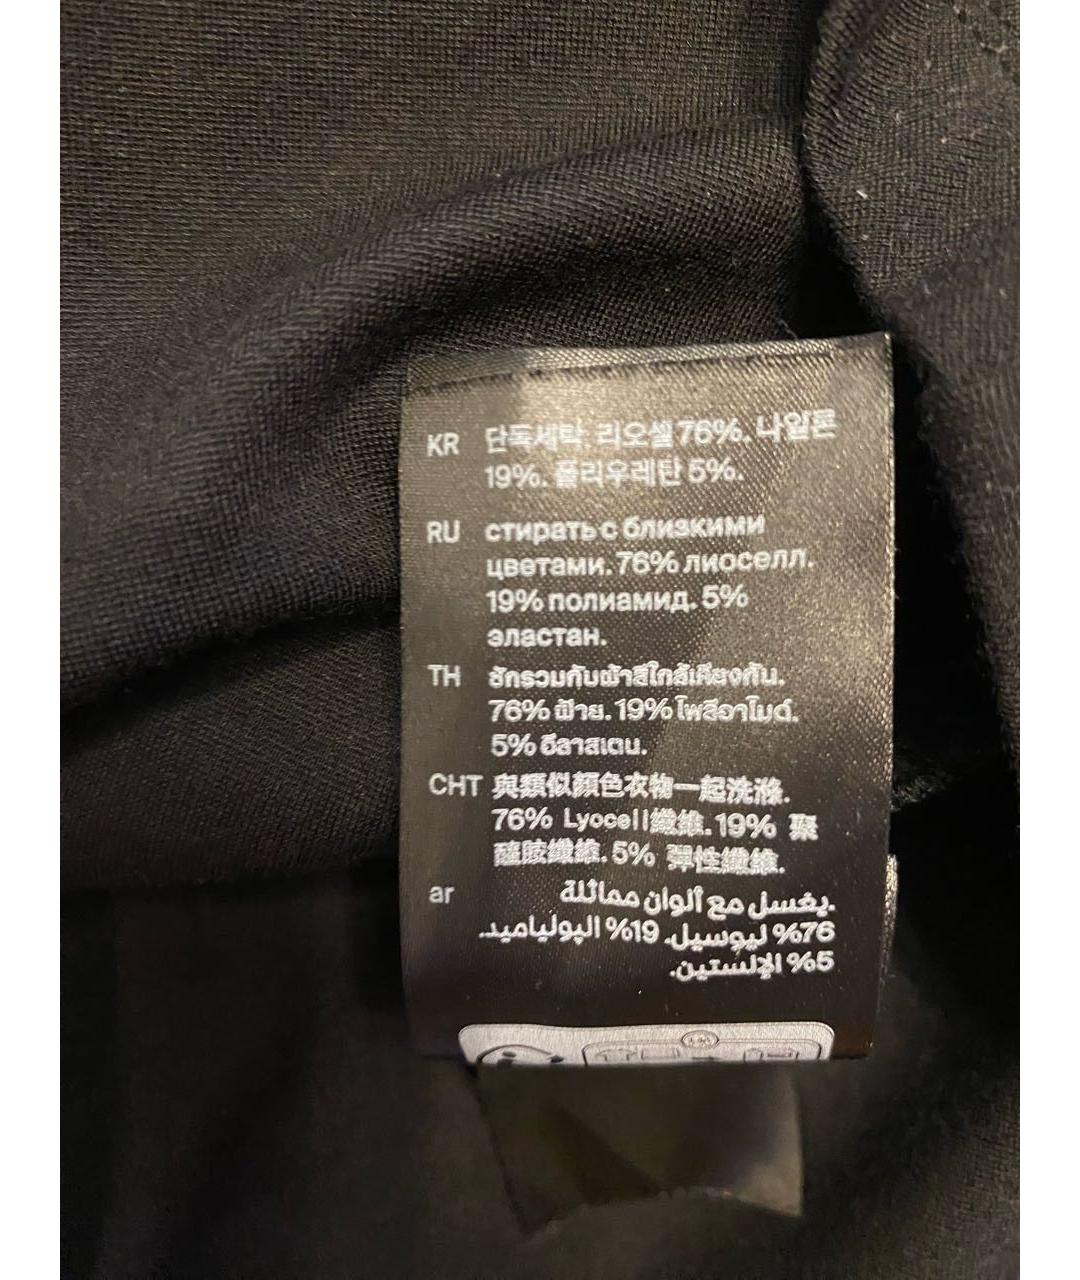 KR 단독세탁. 리오셀 76%. 나일론
19%. 폴리우레탄 5%.
RU стирать с близкими
цветами. 76% лиоселл.
19% полиамид. 5%
эластан.
TH ซักรวมกับผ้าสีใกล้เคียงกัน.
76% ฝ้าย. 19% โพลีอาไมด์.
5% อีลาสเตน.
CHT 與類似顏色衣物一起洗滌.
76% Lyocell纖維. 19% 聚
醯胺纖維. 5% 彈性纖維.
ar يغسل مع ألوان مماثلة.
76% ليوسيل. 19% البولياميد.
5% الإلستين.